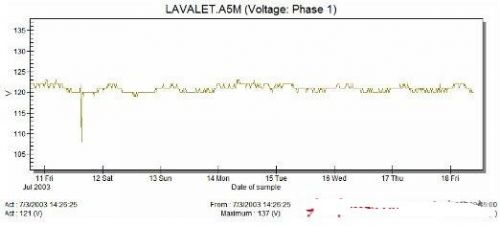 LAVALET.A5M (Voltage: Phase 1)
135
130
125
120
V
115
110
105
11 Fri 12 Sat 13 Sun 14 Mon 15 Tue 16 Wed 17 Thu 18 Fri
Jul 2003 Date of sample
Act : 7/3/2003 14:26:25 From : 7/3/2003 14:26:25
Act : 121 (V) Maximum : 137 (V)